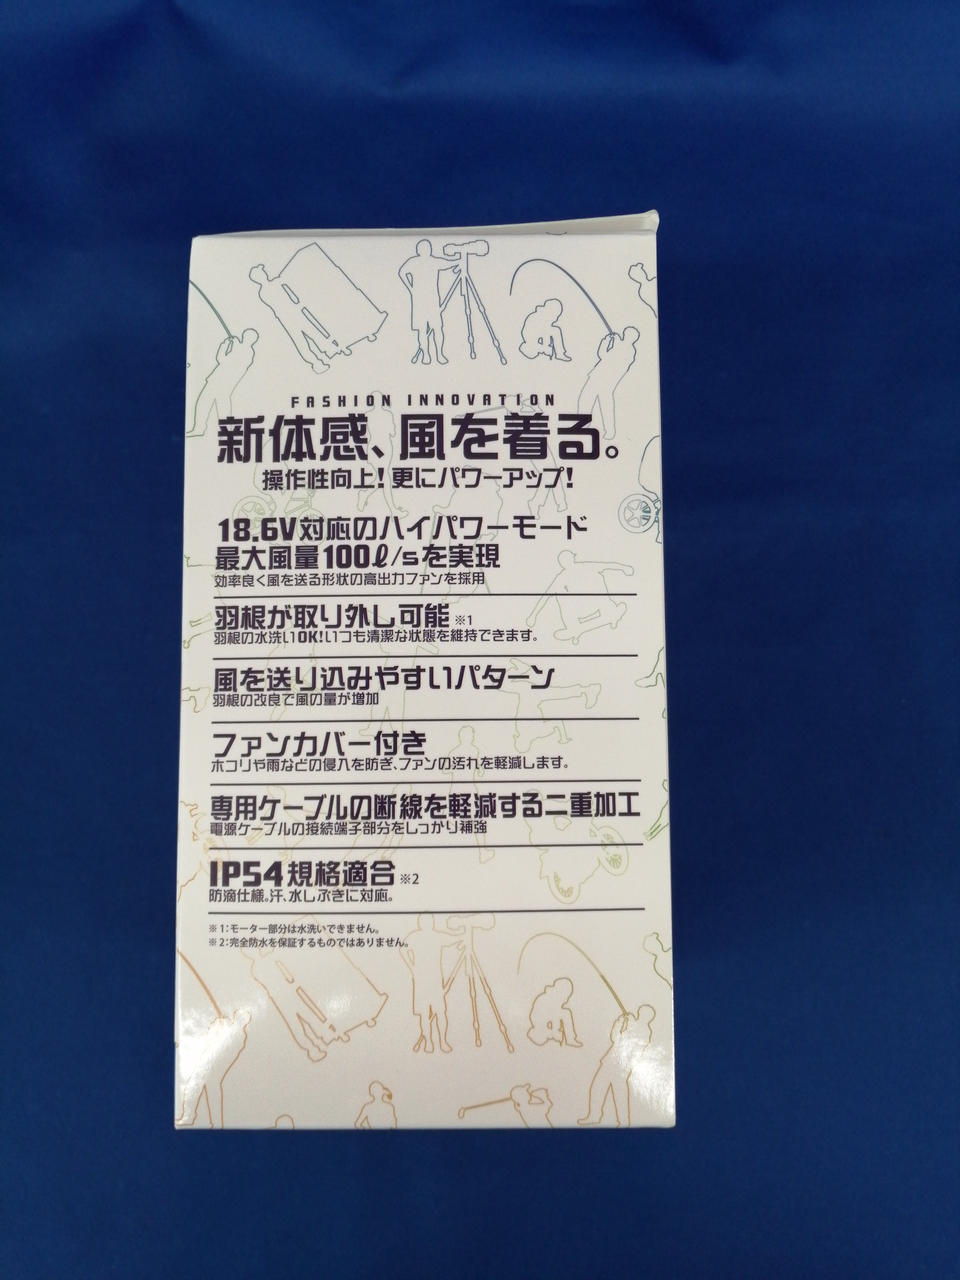 FASHION INNOVATION
新体感、風を着る。
操作性向上！更にパワーアップ！
18.6V対応のハイパワーモード
最大風量100ℓ/sを実現
効率良く風を送る形状の高出力ファンを採用
羽根が取り外し可能※1
羽根の水洗いOK！いつも清潔な状態を維持できます。
風を送り込みやすいパターン
羽根の改良で風の量が増加
ファンカバー付き
ホコリや雨などの侵入を防ぎ、ファンの汚れを軽減します。
専用ケーブルの断線を軽減する二重加工
電源ケーブルの接続端子部分をしっかり補強
IP54規格適合※2
防滴仕様。汗、水しぶきに対応。
※1:モーター部分は水洗いできません。
※2:完全防水を保証するものではありません。